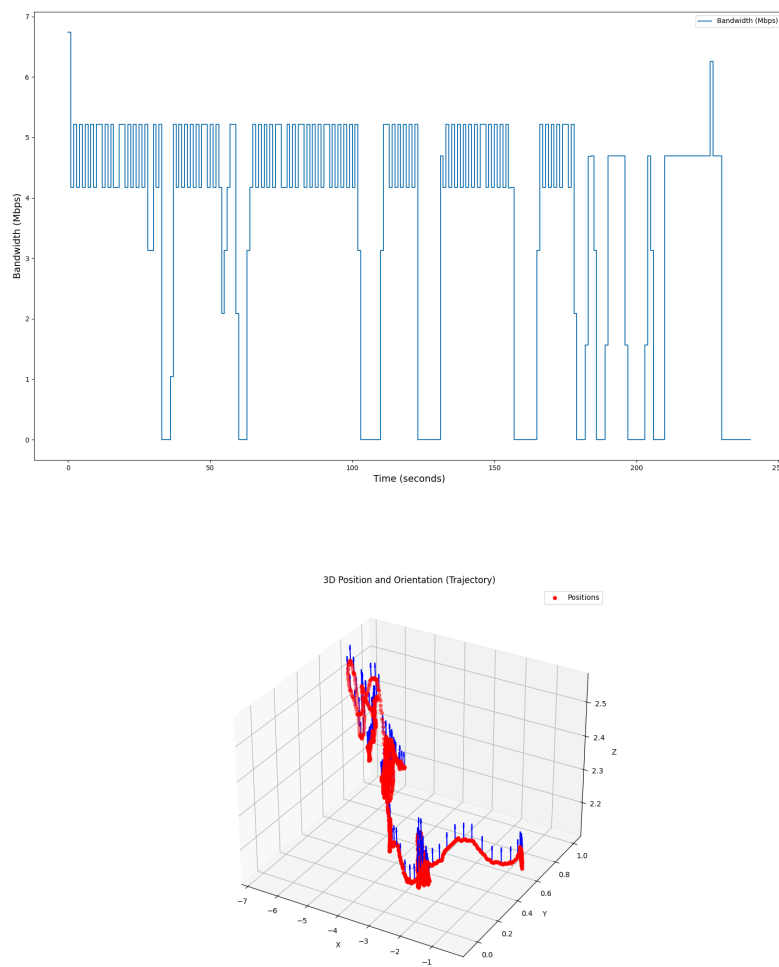 7
Bandwidth (Mbps)
6
5
4
3
2
1
0
Bandwidth (Mbps)
0 50 100 150 200 25
Time (seconds)
3D Position and Orientation (Trajectory)
Positions
2.5
2.4
Z
2.3
2.2
1.0
0.8
0.6
Y
0.4
0.2
0.0
−7
−6
−5
−4
X
−3
−2
−1